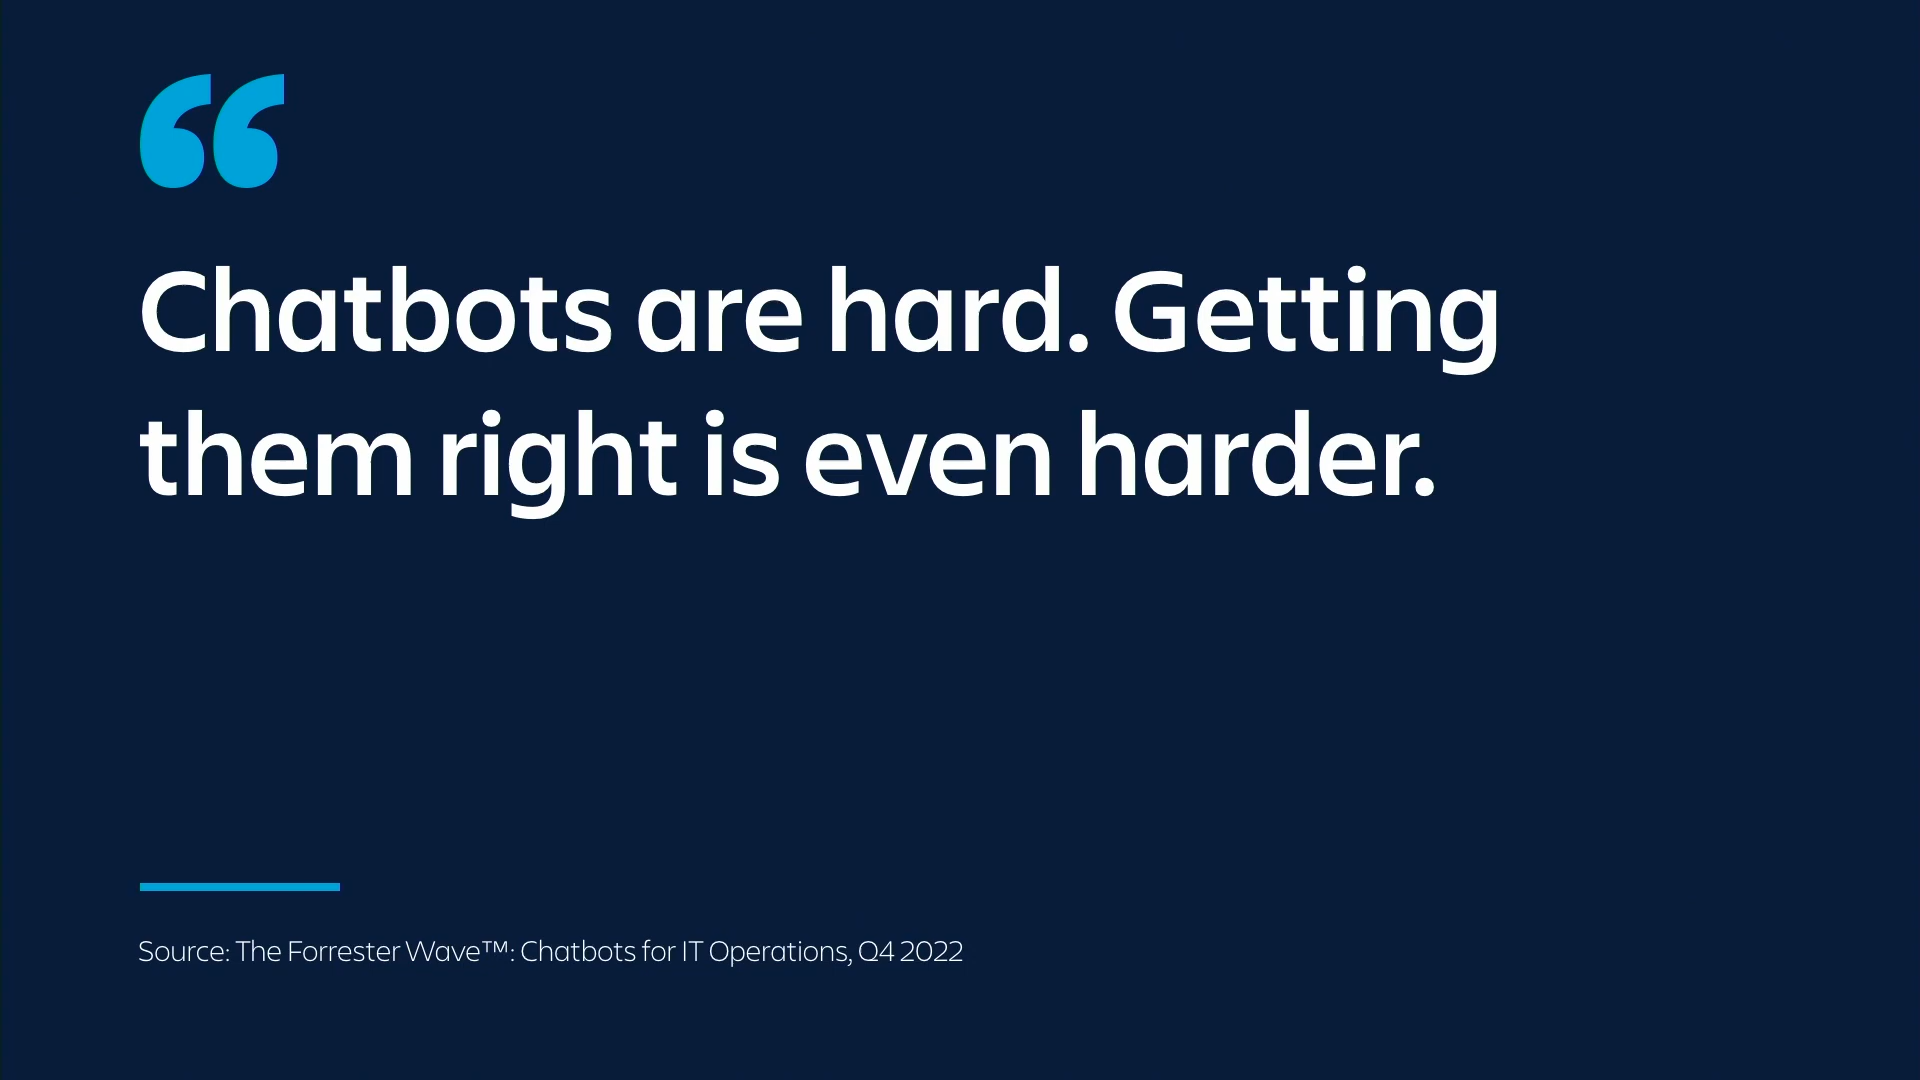 “
Chatbots are hard. Getting
them right is even harder.
Source: The Forrester Wave™: Chatbots for IT Operations, Q4 2022